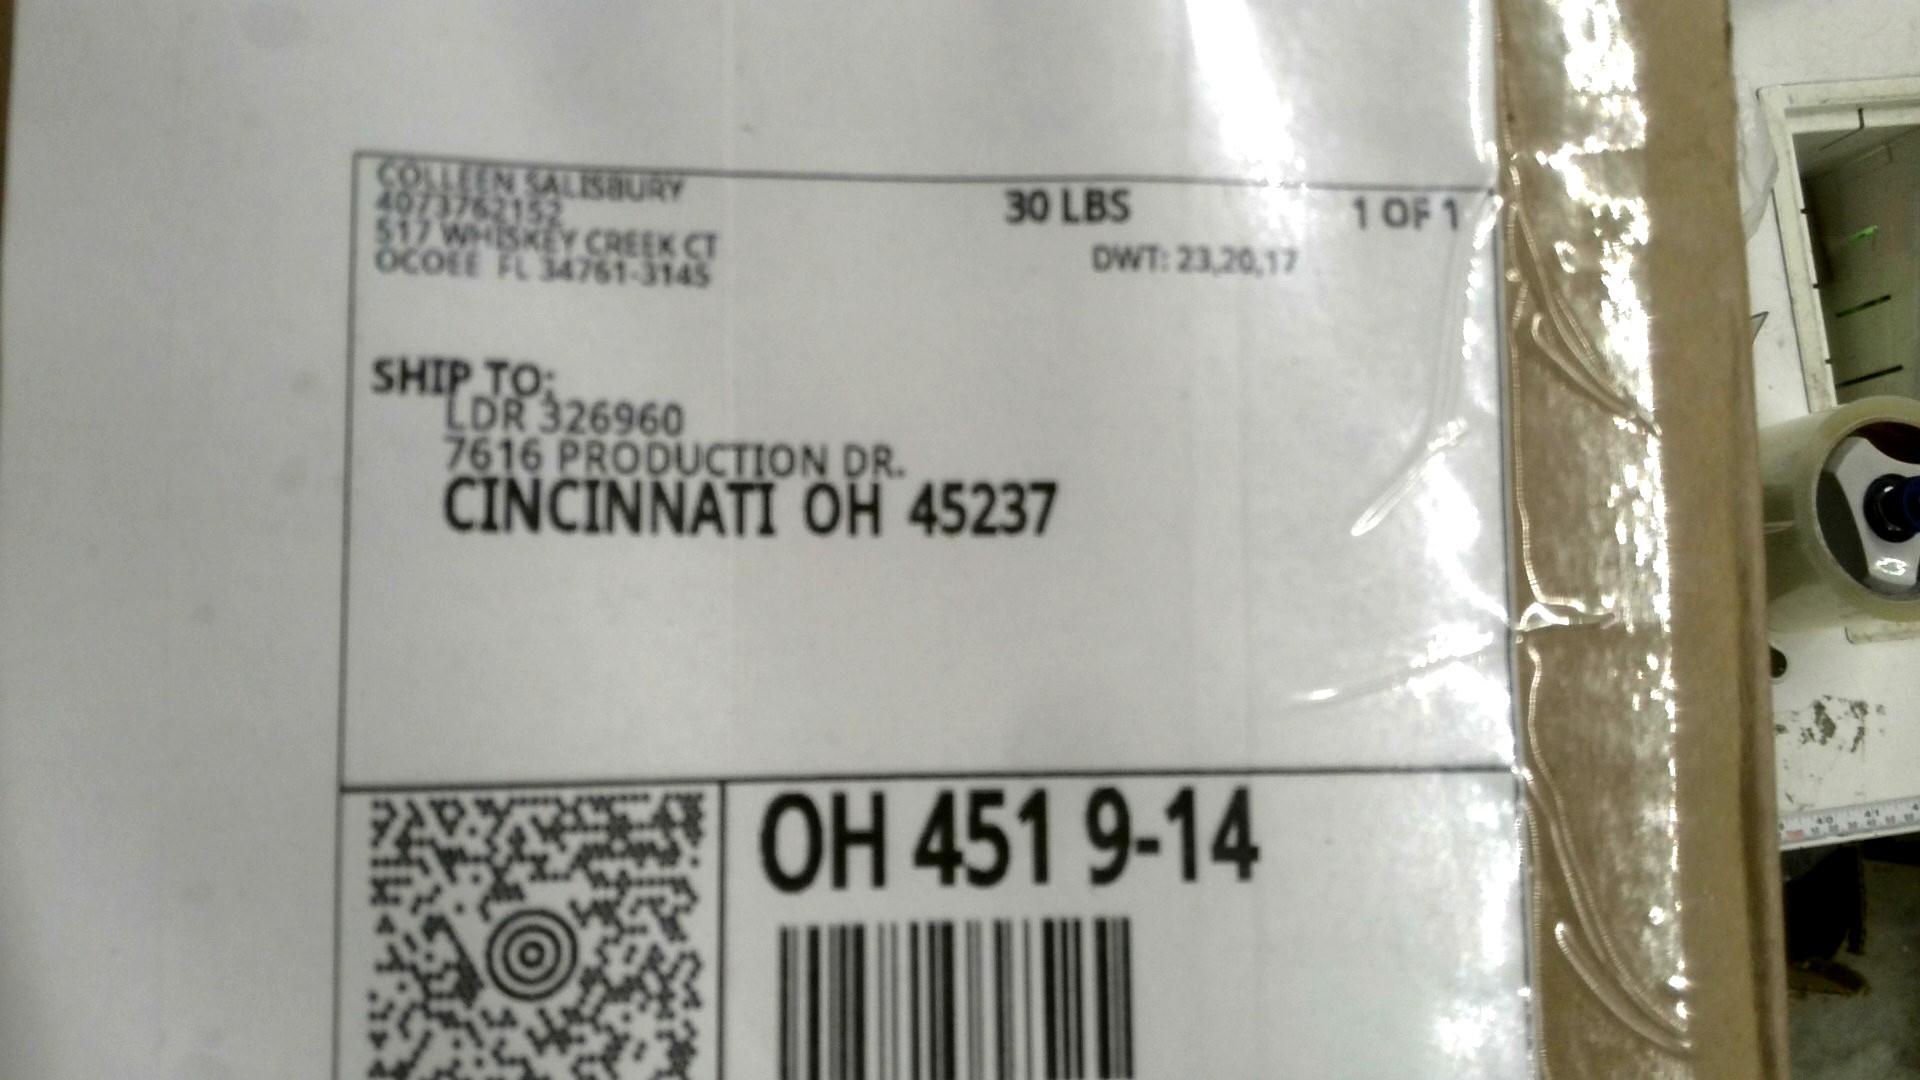 COLLEEN SALISBURY
4073762152
517 WHISKEY CREEK CT
OCOEE FL 34761-3145
30 LBS
1 OF 1
DWT: 23,20,17
SHIP TO:
LDR 326960
7616 PRODUCTION DR.
CINCINNATI OH 45237
OH 451 9-14